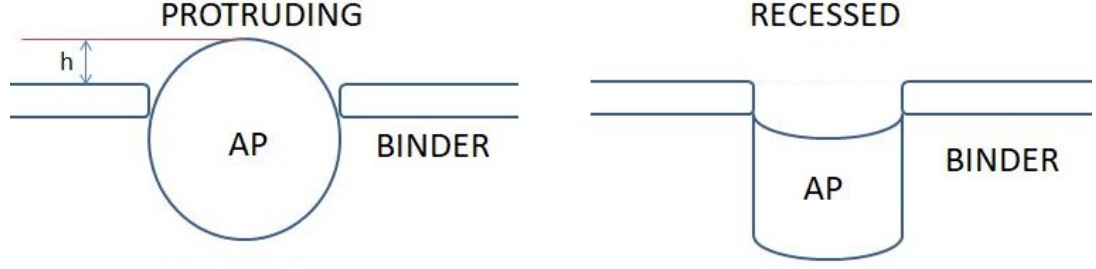 PROTRUDING
RECESSED
h
AP
BINDER
AP
BINDER